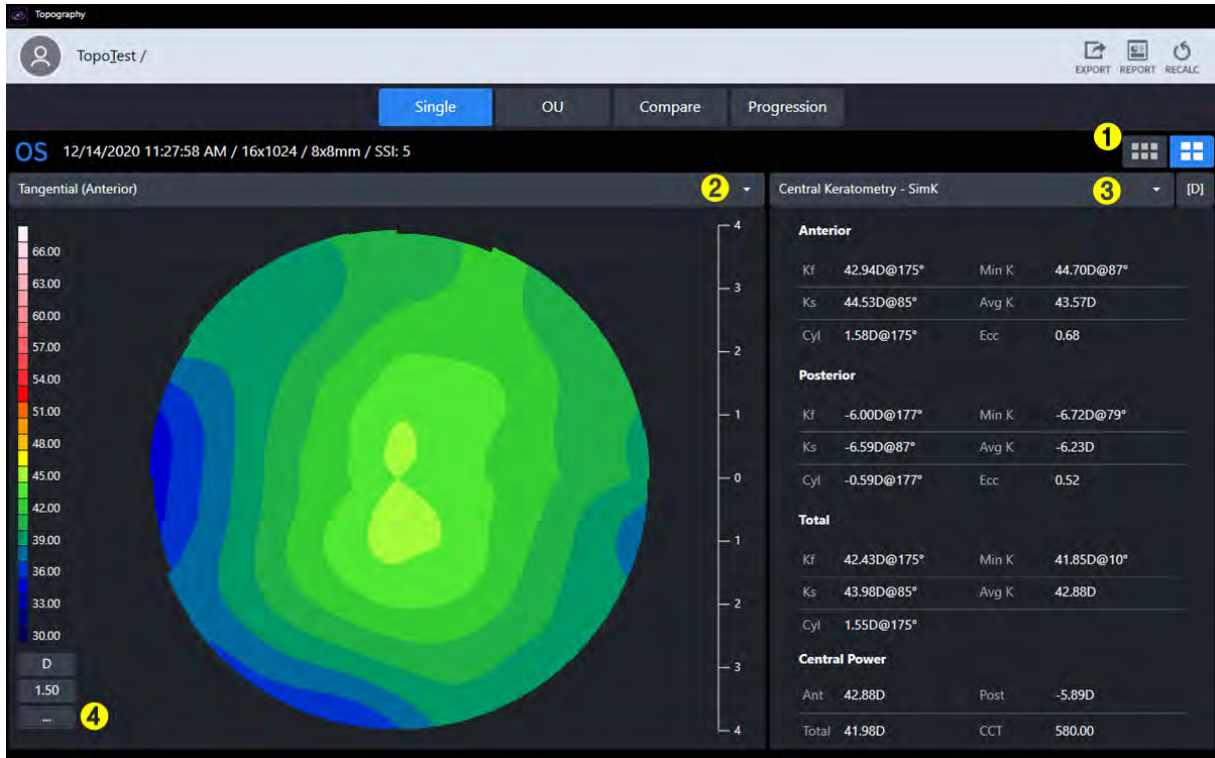 Topography
TopoTest /
EXPORT REPORT RECALC
Single OU Compare Progression
1
OS 12/14/2020 11:27:58 AM / 16x1024 / 8x8mm / SSI: 5
Tangential (Anterior) 2
Central Keratometry - SimK 3 [D]
66.00
63.00
60.00
57.00
54.00
51.00
48.00
45.00
42.00
39.00
36.00
33.00
30.00
D
1.50
... 4
4
3
2
1
0
1
2
3
4
Anterior
Kf 42.94D@175° Min K 44.70D@87°
Ks 44.53D@85° Avg K 43.57D
Cyl 1.58D@175° Ecc 0.68
Posterior
Kf -6.00D@177° Min K -6.72D@79°
Ks -6.59D@87° Avg K -6.23D
Cyl -0.59D@177° Ecc 0.52
Total
Kf 42.43D@175° Min K 41.85D@10°
Ks 43.98D@85° Avg K 42.88D
Cyl 1.55D@175°
Central Power
Ant 42.88D Post -5.89D
Total 41.98D CCT 580.00